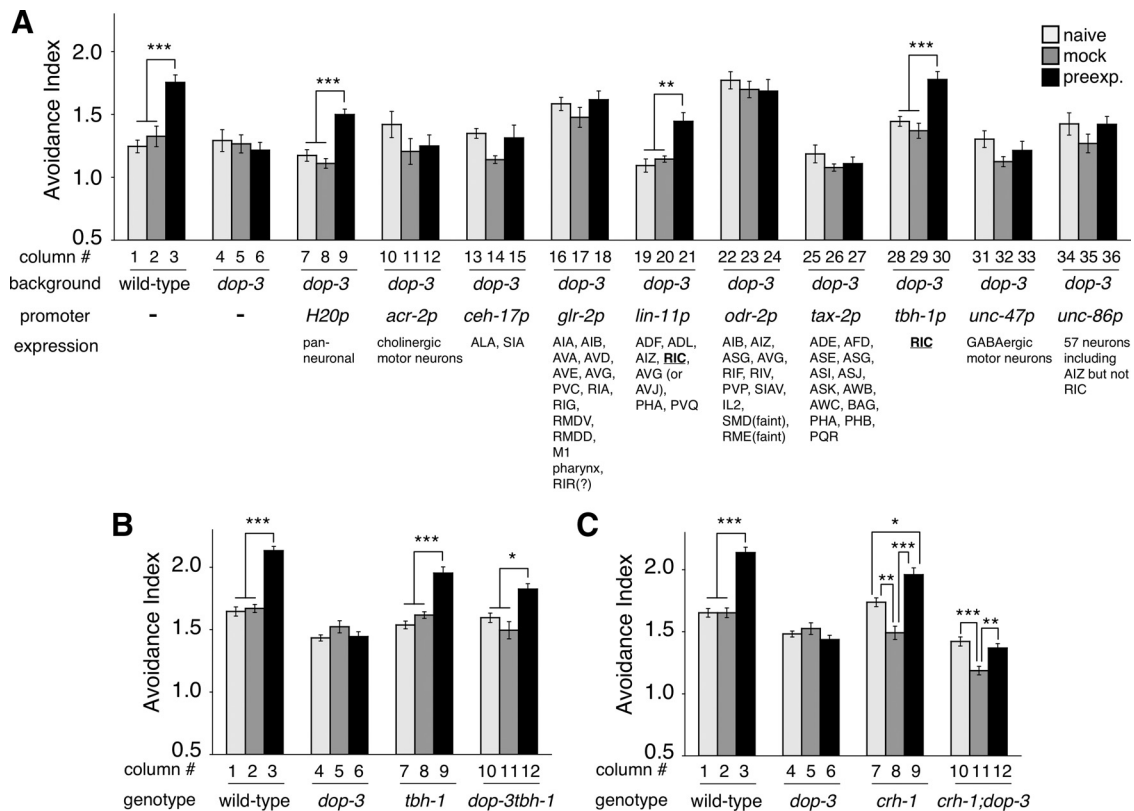 A
Avoidance Index
2.0
1.5
1.0
0.5
*** *** ** ***
naive
mock
preexp.
column # 1 2 3 4 5 6 7 8 9 10 11 12 13 14 15 16 17 18 19 20 21 22 23 24 25 26 27 28 29 30 31 32 33 34 35 36
background wild-type dop-3 dop-3 dop-3 dop-3 dop-3 dop-3 dop-3 dop-3 dop-3 dop-3 dop-3
promoter - - H20p acr-2p ceh-17p glr-2p lin-11p odr-2p tax-2p tbh-1p unc-47p unc-86p
expression
pan-
neuronal
cholinergic
motor neurons
ALA, SIA
AIA, AIB,
AVA, AVD,
AVE, AVG,
PVC, RIA,
RIG,
RMDV,
RMDD,
M1
pharynx,
RIR(?)
ADF, ADL,
AIZ, RIC,
AVG (or
AVJ),
PHA, PVQ
AIB, AIZ,
ASG, AVG,
RIF, RIV,
PVP, SIAV,
IL2,
SMD(faint),
RME(faint)
ADE, AFD,
ASE, ASG,
ASI, ASJ,
ASK, AWB,
AWC, BAG,
PHA, PHB,
PQR
RIC
GABAergic
motor neurons
57 neurons
including
AIZ but not
RIC
B
Avoidance Index
2.0
1.5
1.0
0.5
*** *** *
column # 1 2 3 4 5 6 7 8 9 10 11 12
genotype wild-type dop-3 tbh-1 dop-3tbh-1
C
Avoidance Index
2.0
1.5
1.0
0.5
*** * ** *** *** **
column # 1 2 3 4 5 6 7 8 9 10 11 12
genotype wild-type dop-3 crh-1 crh-1;dop-3